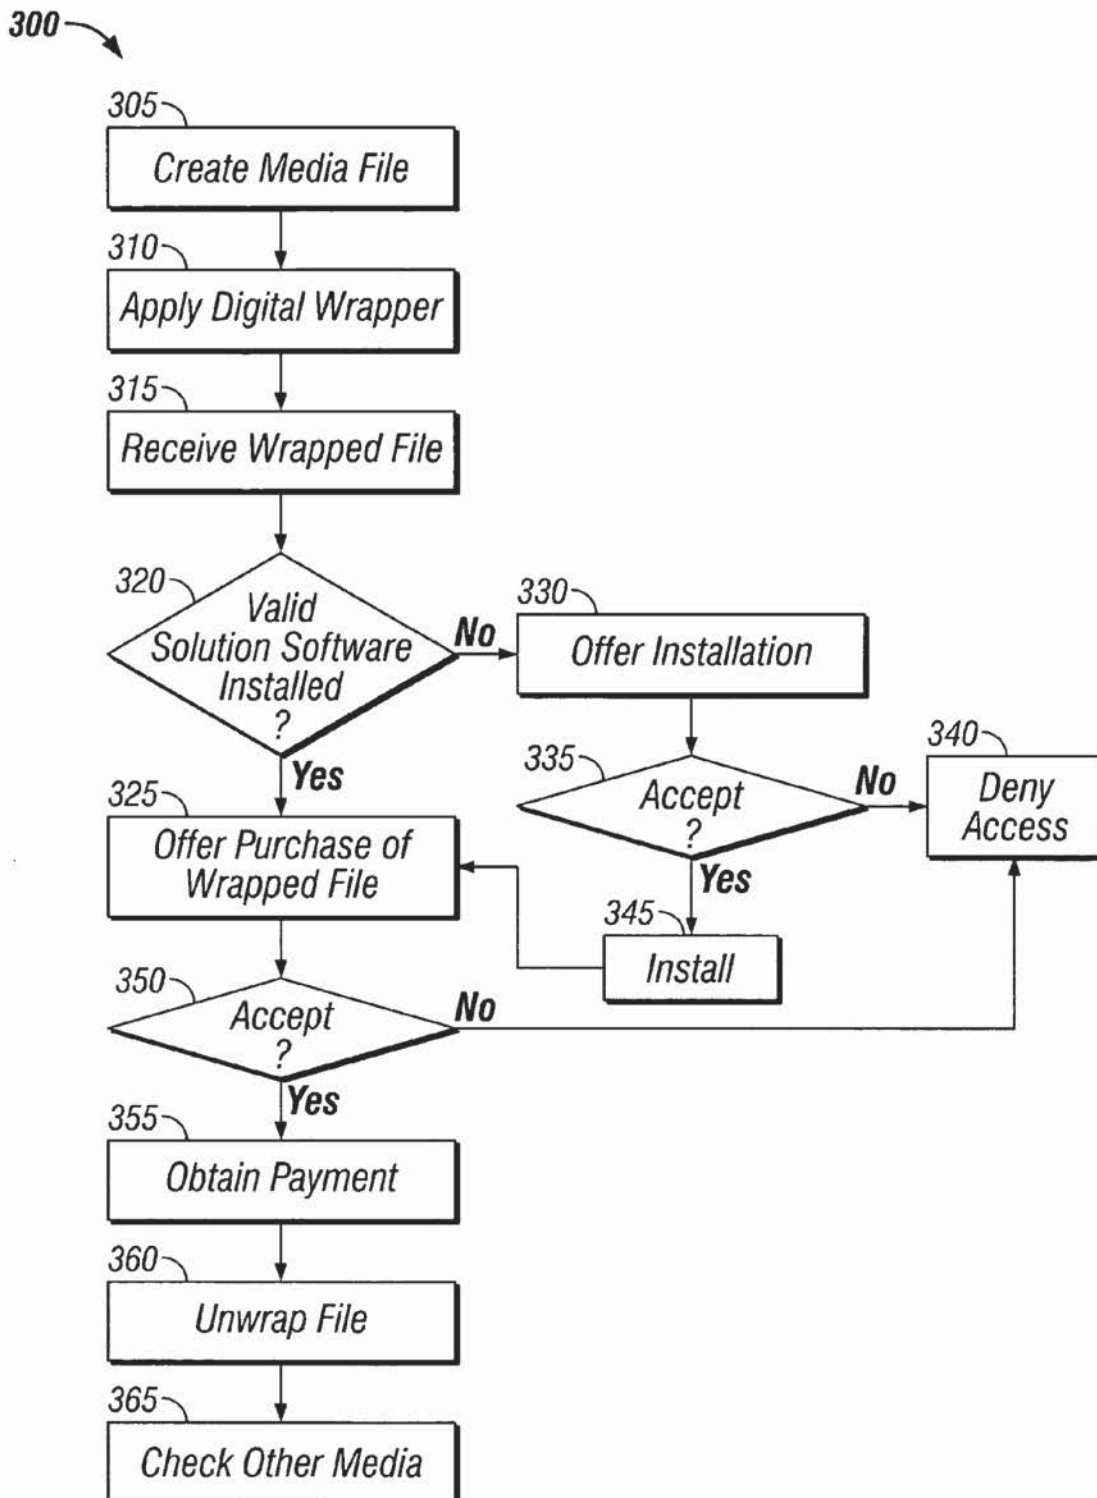 300
305
Create Media File
310
Apply Digital Wrapper
315
Receive Wrapped File
320
Valid
Solution Software
Installed
?
No
330
Offer Installation
Yes
335
Accept
?
No
340
Deny
Access
325
Offer Purchase of
Wrapped File
Yes
345
Install
350
Accept
?
No
Yes
355
Obtain Payment
360
Unwrap File
365
Check Other Media